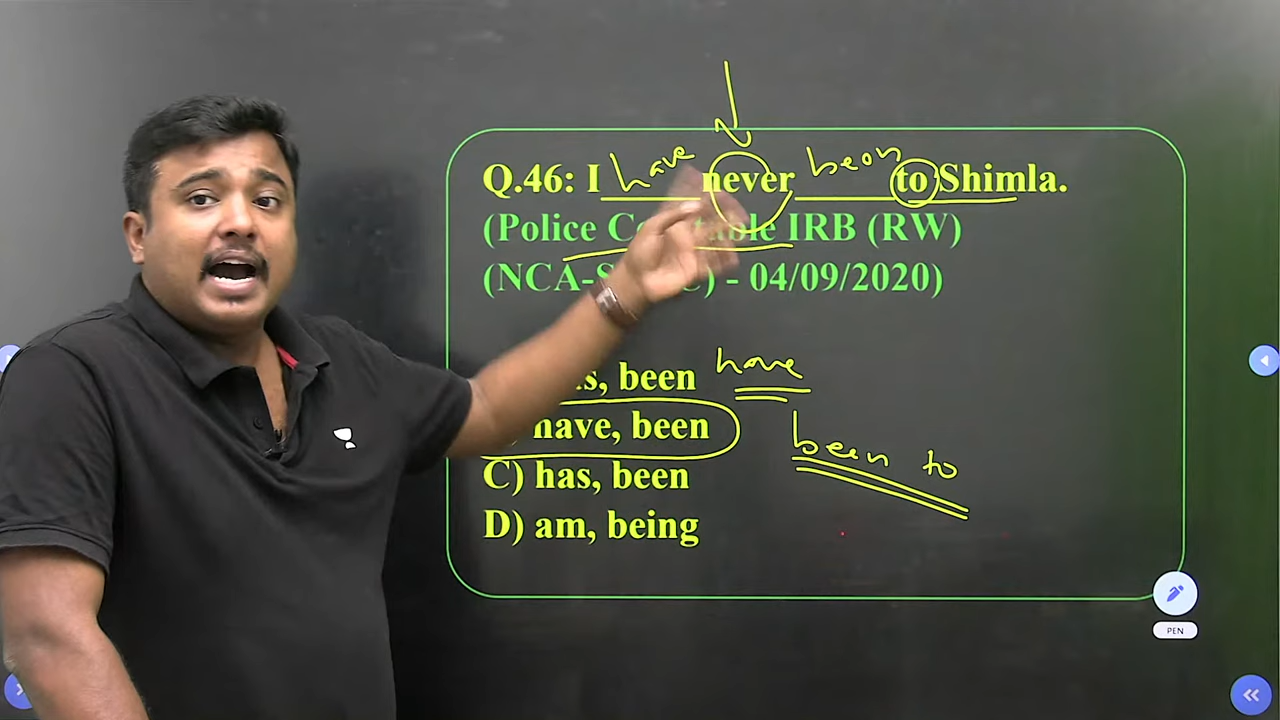 Q.46: I have never been to Shimla.
(Police IRB (RW)
(NCA- - 04/09/2020)
been have
have, been
been to
C) has, been
D) am, being
PEN